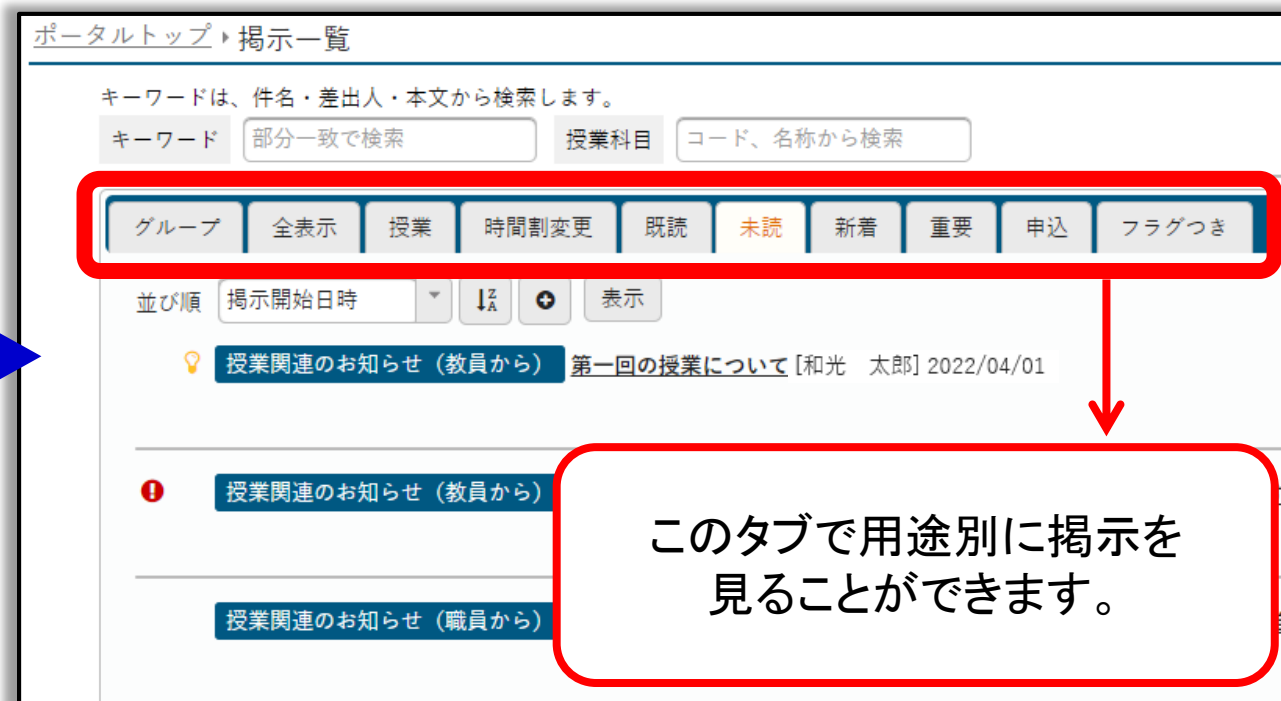 ポータルトップ 掲示一覧
キーワードは、件名・差出人・本文から検索します。
キーワード 部分一致で検索 授業科目 コード、名称から検索
グループ 全表示 授業 時間割変更 既読 未読 新着 重要 申込 フラグつき
並び順 掲示開始日時 表示
授業関連のお知らせ（教員から） 第一回の授業について [和光　太郎] 2022/04/01
授業関連のお知らせ（教員から）
このタブで用途別に掲示を
見ることができます。
授業関連のお知らせ（職員から）